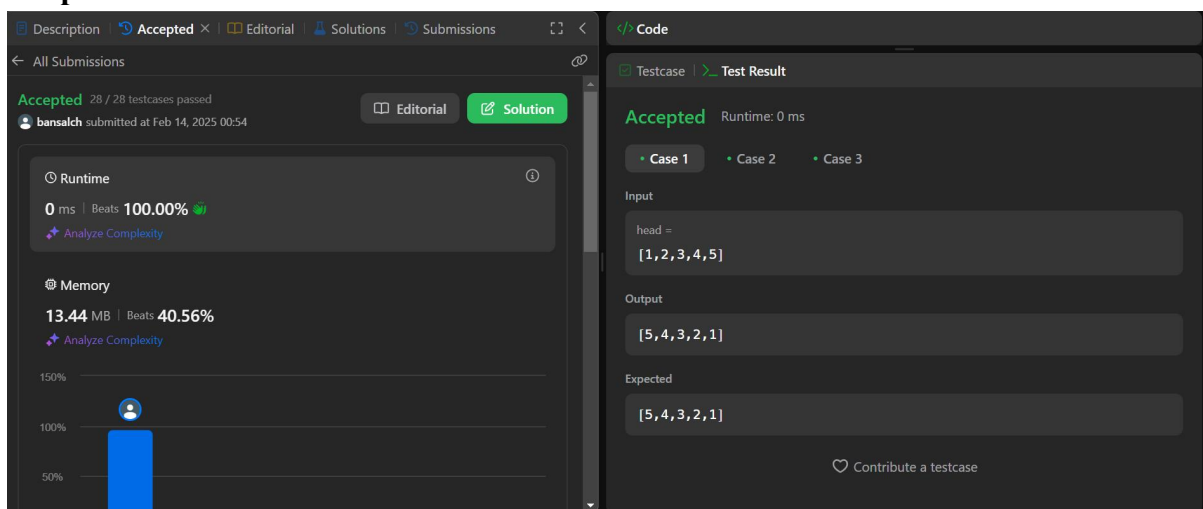 Description
Accepted
Editorial
Solutions
Submissions
All Submissions
Accepted 28 / 28 testcases passed
bansalch submitted at Feb 14, 2025 00:54
Editorial
Solution
Runtime
0 ms | Beats 100.00%
Analyze Complexity
Memory
13.44 MB | Beats 40.56%
Analyze Complexity
150%
100%
50%
</> Code
Testcase
>_ Test Result
Accepted Runtime: 0 ms
• Case 1 • Case 2 • Case 3
Input
head =
[1,2,3,4,5]
Output
[5,4,3,2,1]
Expected
[5,4,3,2,1]
Contribute a testcase